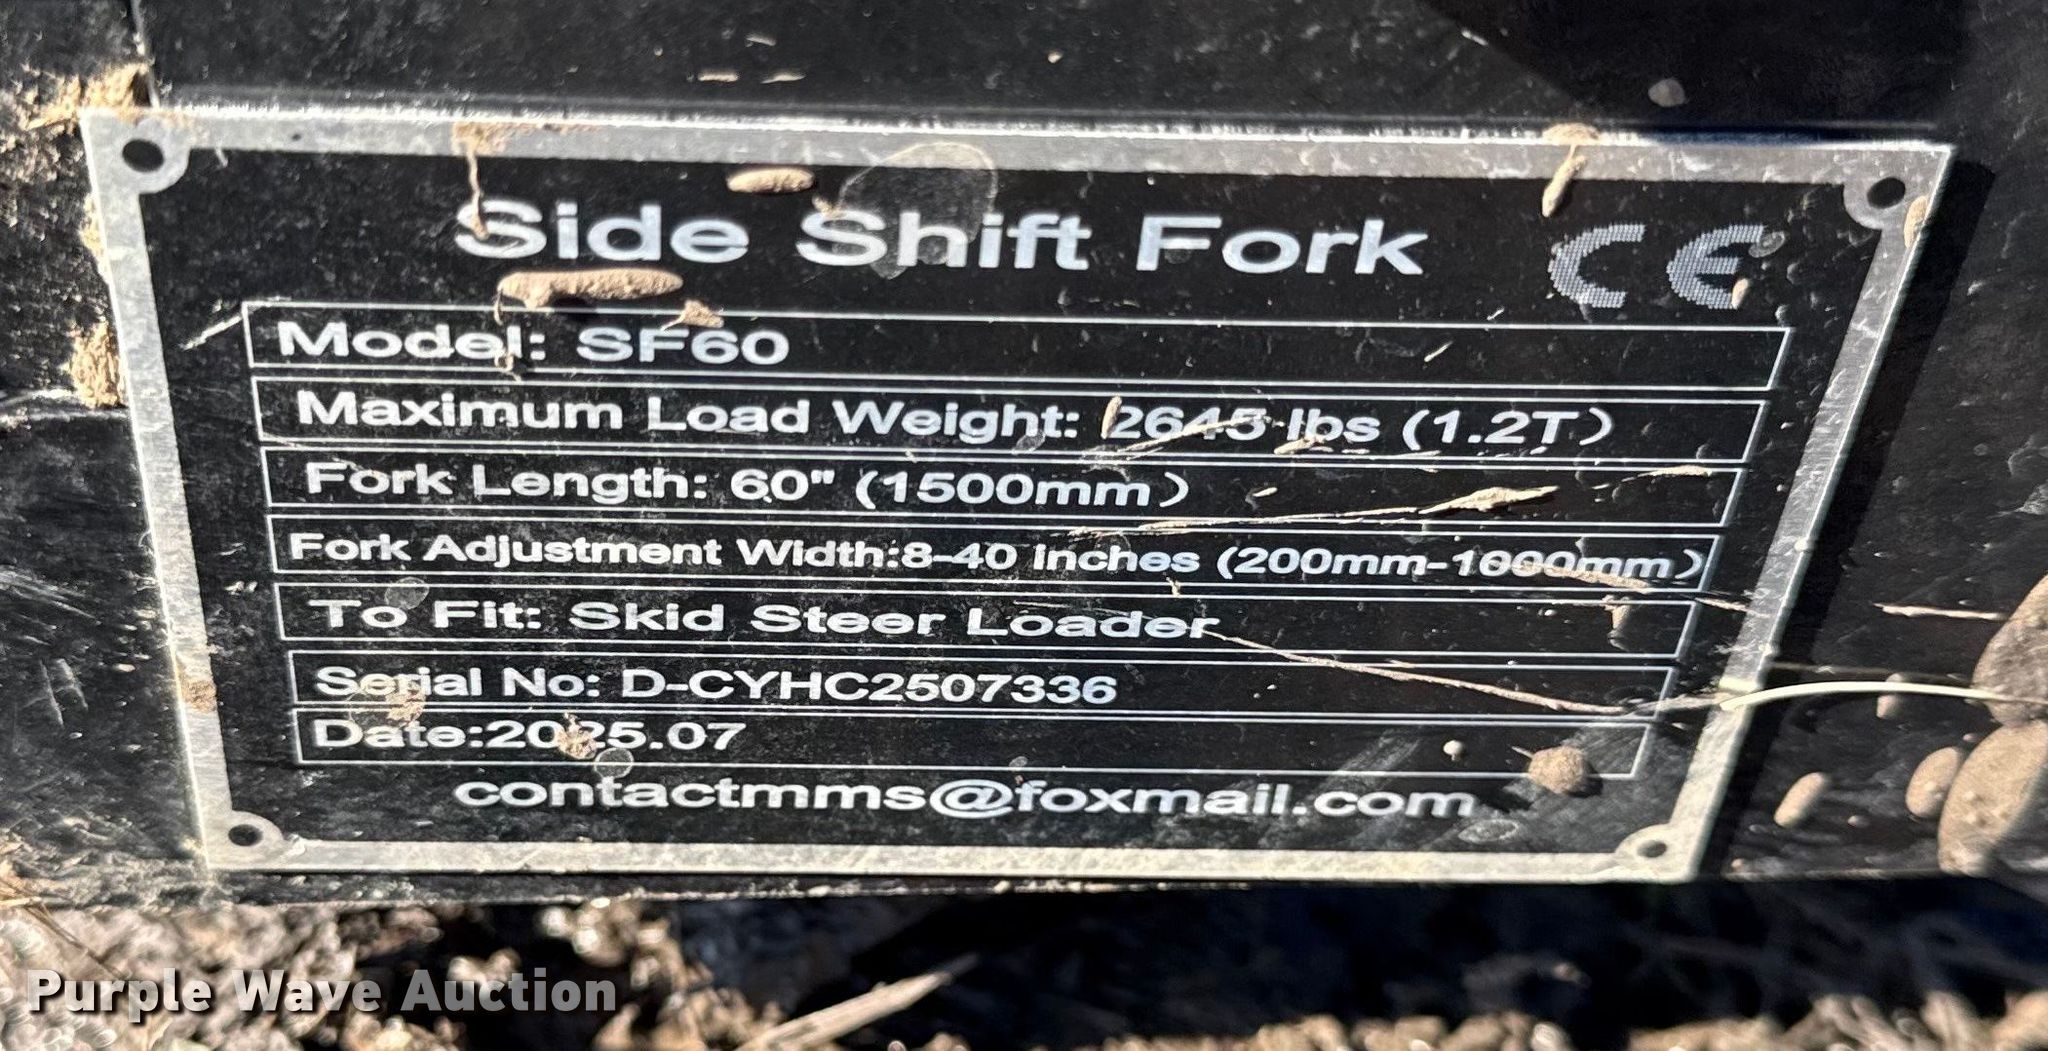 Side Shift Fork CE
Model: SF60
Maximum Load Weight: 2645 lbs (1.2T)
Fork Length: 60" (1500mm)
Fork Adjustment Width:8-40 inches (200mm-1000mm)
To Fit: Skid Steer Loader
Serial No: D-CYHC2507336
Date:2025.07
contactmms@foxmail.com
Purple Wave Auction